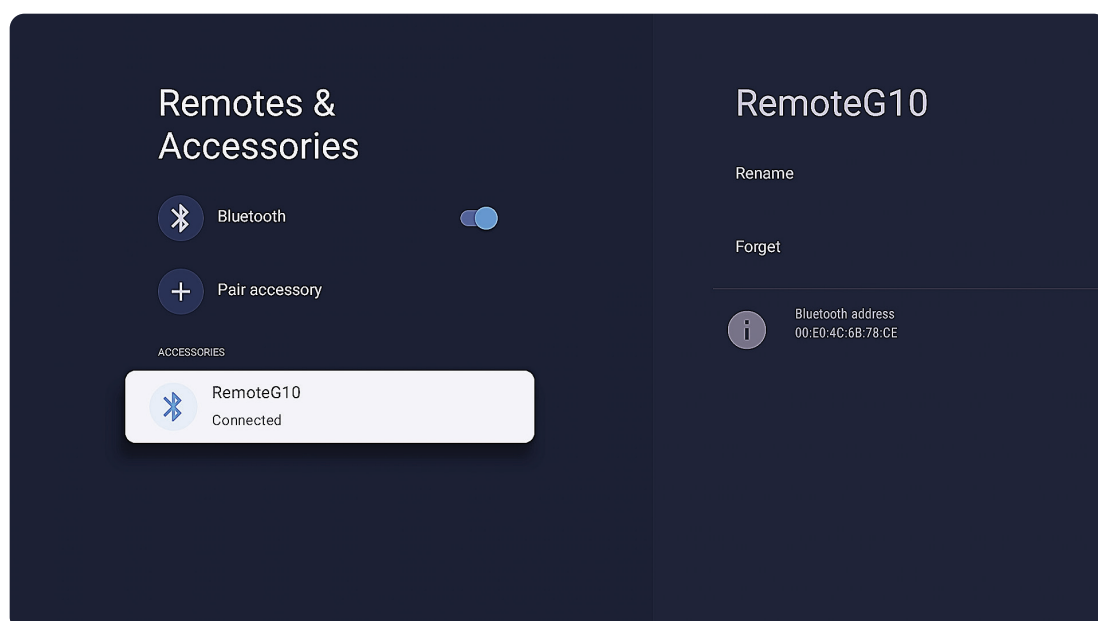 Remotes &
Accessories
Bluetooth
Pair accessory
ACCESSORIES
RemoteG10
Connected
RemoteG10
Rename
Forget
Bluetooth address
00:E0:4C:6B:78:CE